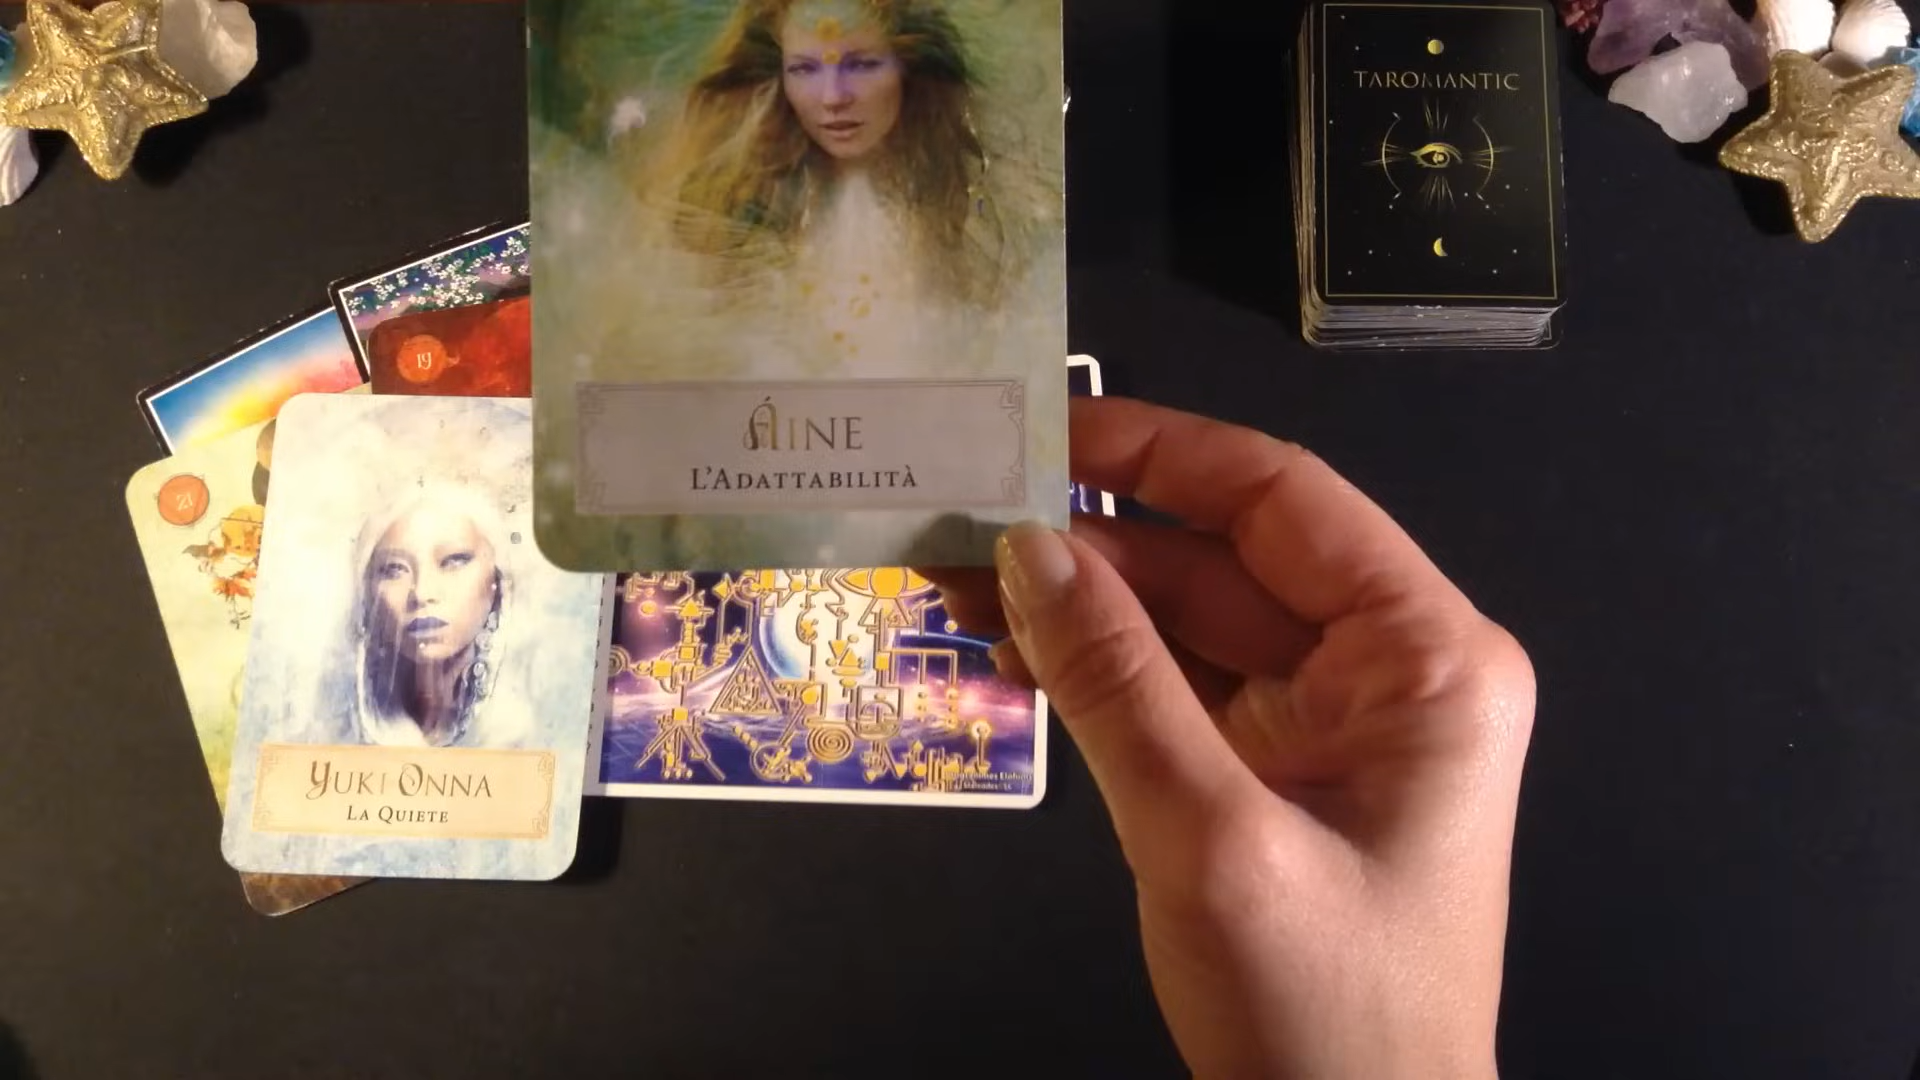 TAROMANTIC
19
ÁINE
L'ADATTABILITÀ
21
YUKI ONNA
LA QUIETE